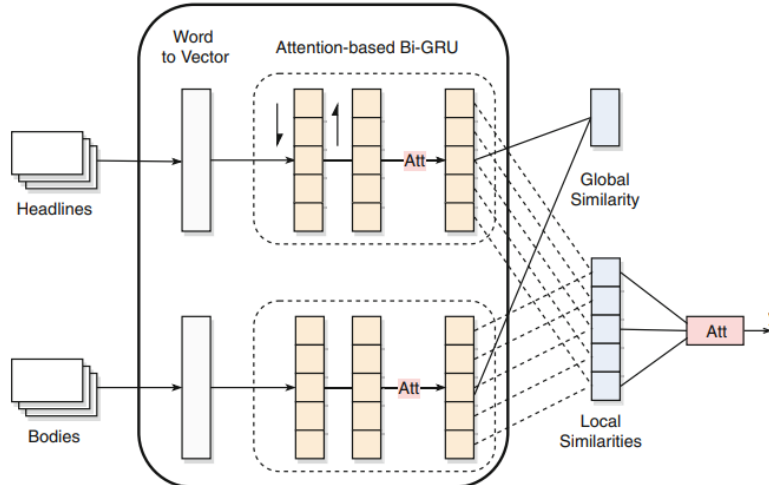 Word
to Vector
Attention-based Bi-GRU
Headlines
Att
Global
Similarity
Bodies
Att
Local
Similarities
Att